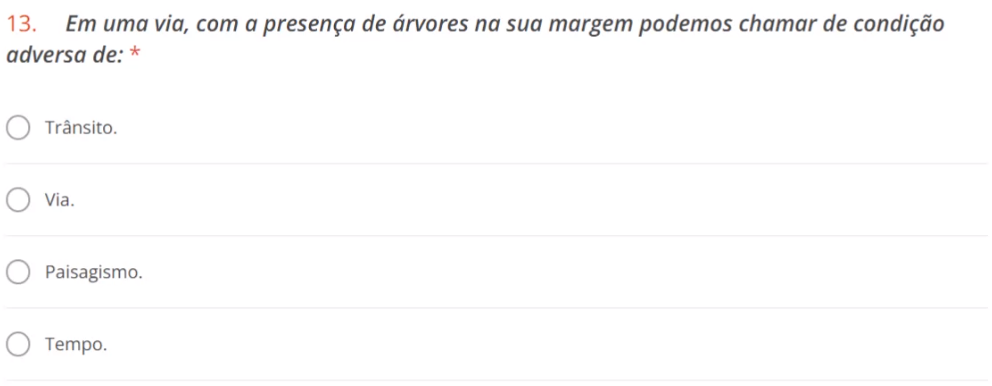 13. Em uma via, com a presença de árvores na sua margem podemos chamar de condição
adversa de: *
Trânsito.
Via.
Paisagismo.
Tempo.